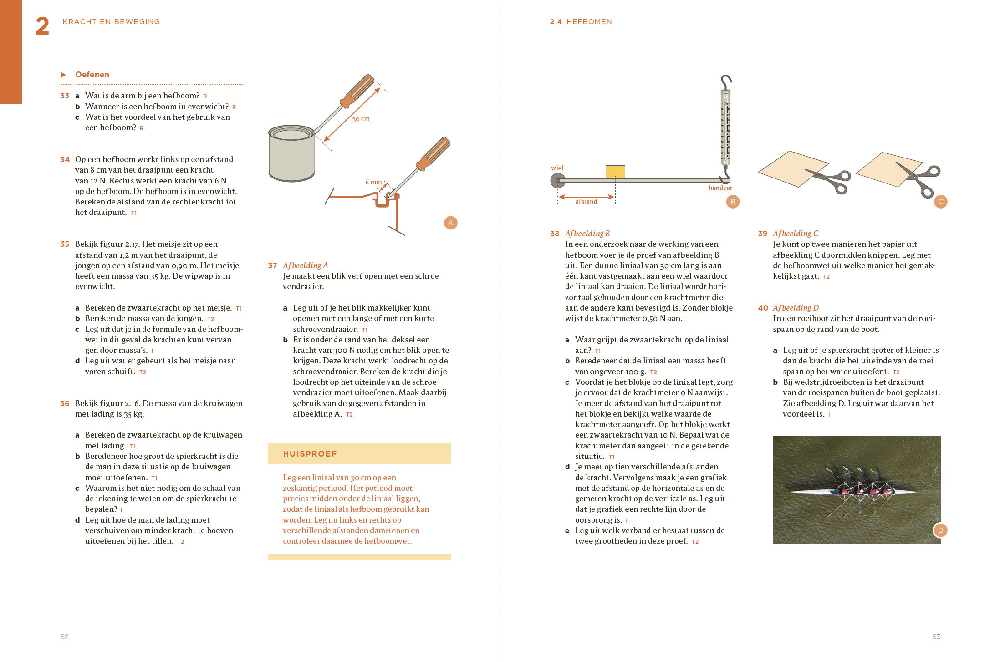 2
KRACHT EN BEWEGING
▶ Oefenen
33 a Wat is de arm bij een hefboom? R
b Wanneer is een hefboom in evenwicht? R
c Wat is het voordeel van het gebruik van
een hefboom? R
34 Op een hefboom werkt links op een afstand
van 8 cm van het draaipunt een kracht
van 12 N. Rechts werkt een kracht van 6 N
op de hefboom. De hefboom is in evenwicht.
Bereken de afstand van de rechter kracht tot
het draaipunt. T1
35 Bekijk figuur 2.17. Het meisje zit op een
afstand van 1,2 m van het draaipunt, de
jongen op een afstand van 0,90 m. Het meisje
heeft een massa van 35 kg. De wipwap is in
evenwicht.
a Bereken de zwaartekracht op het meisje. T1
b Bereken de massa van de jongen. T2
c Leg uit dat je in de formule van de hefboom-
wet in dit geval de krachten kunt vervan-
gen door massa's. I
d Leg uit wat er gebeurt als het meisje naar
voren schuift. T2
36 Bekijk figuur 2.16. De massa van de kruiwagen
met lading is 35 kg.
a Bereken de zwaartekracht op de kruiwagen
met lading. T1
b Beredeneer hoe groot de spierkracht is die
de man in deze situatie op de kruiwagen
moet uitoefenen. T1
c Waarom is het niet nodig om de schaal van
de tekening te weten om de spierkracht te
bepalen? I
d Leg uit hoe de man de lading moet
verschuiven om minder kracht te hoeven
uitoefenen bij het tillen. T2
30 cm
6 mm
A
37 Afbeelding A
Je maakt een blik verf open met een schroe-
vendraaier.
a Leg uit of je het blik makkelijker kunt
openen met een lange of met een korte
schroevendraaier. T1
b Er is onder de rand van het deksel een
kracht van 300 N nodig om het blik open te
krijgen. Deze kracht werkt loodrecht op de
schroevendraaier. Bereken de kracht die je
loodrecht op het uiteinde van de schroe-
vendraaier moet uitoefenen. Maak daarbij
gebruik van de gegeven afstanden in
afbeelding A. T2
HUISPROEF
Leg een liniaal van 30 cm op een
zeskantig potlood. Het potlood moet
precies midden onder de liniaal liggen,
zodat de liniaal als hefboom gebruikt kan
worden. Leg nu links en rechts op
verschillende afstanden damstenen en
controleer daarmee de hefboomwet.
62
2.4 HEFBOMEN
wiel
handvat
afstand
B
38 Afbeelding B
In een onderzoek naar de werking van een
hefboom voer je de proef van afbeelding B
uit. Een dunne liniaal van 30 cm lang is aan
één kant vastgemaakt aan een wiel waardoor
de liniaal kan draaien. De liniaal wordt hori-
zontaal gehouden door een krachtmeter die
aan de andere kant bevestigd is. Zonder blokje
wijst de krachtmeter 0,50 N aan.
a Waar grijpt de zwaartekracht op de liniaal
aan? T1
b Beredeneer dat de liniaal een massa heeft
van ongeveer 100 g. T2
c Voordat je het blokje op de liniaal legt, zorg
je ervoor dat de krachtmeter 0 N aanwijst.
Je meet de afstand van het draaipunt tot
het blokje en bekijkt welke waarde de
krachtmeter aangeeft. Op het blokje werkt
een zwaartekracht van 10 N. Bepaal wat de
krachtmeter dan aangeeft in de getekende
situatie. T1
d Je meet op tien verschillende afstanden
de kracht. Vervolgens maak je een grafiek
met de afstand op de horizontale as en de
gemeten kracht op de verticale as. Leg uit
dat je grafiek een rechte lijn door de
oorsprong is. I
e Leg uit welk verband er bestaat tussen de
twee grootheden in deze proef. T2
C
39 Afbeelding C
Je kunt op twee manieren het papier uit
afbeelding C doormidden knippen. Leg met
de hefboomwet uit welke manier het gemak-
kelijkst gaat. T2
40 Afbeelding D
In een roeiboot zit het draaipunt van de roei-
spaan op de rand van de boot.
a Leg uit of je spierkracht groter of kleiner is
dan de kracht die het uiteinde van de roei-
spaan op het water uitoefent. T2
b Bij wedstrijdroeiboten is het draaipunt
van de roeispanen buiten de boot geplaatst.
Zie afbeelding D. Leg uit wat daarvan het
voordeel is. I
D
63